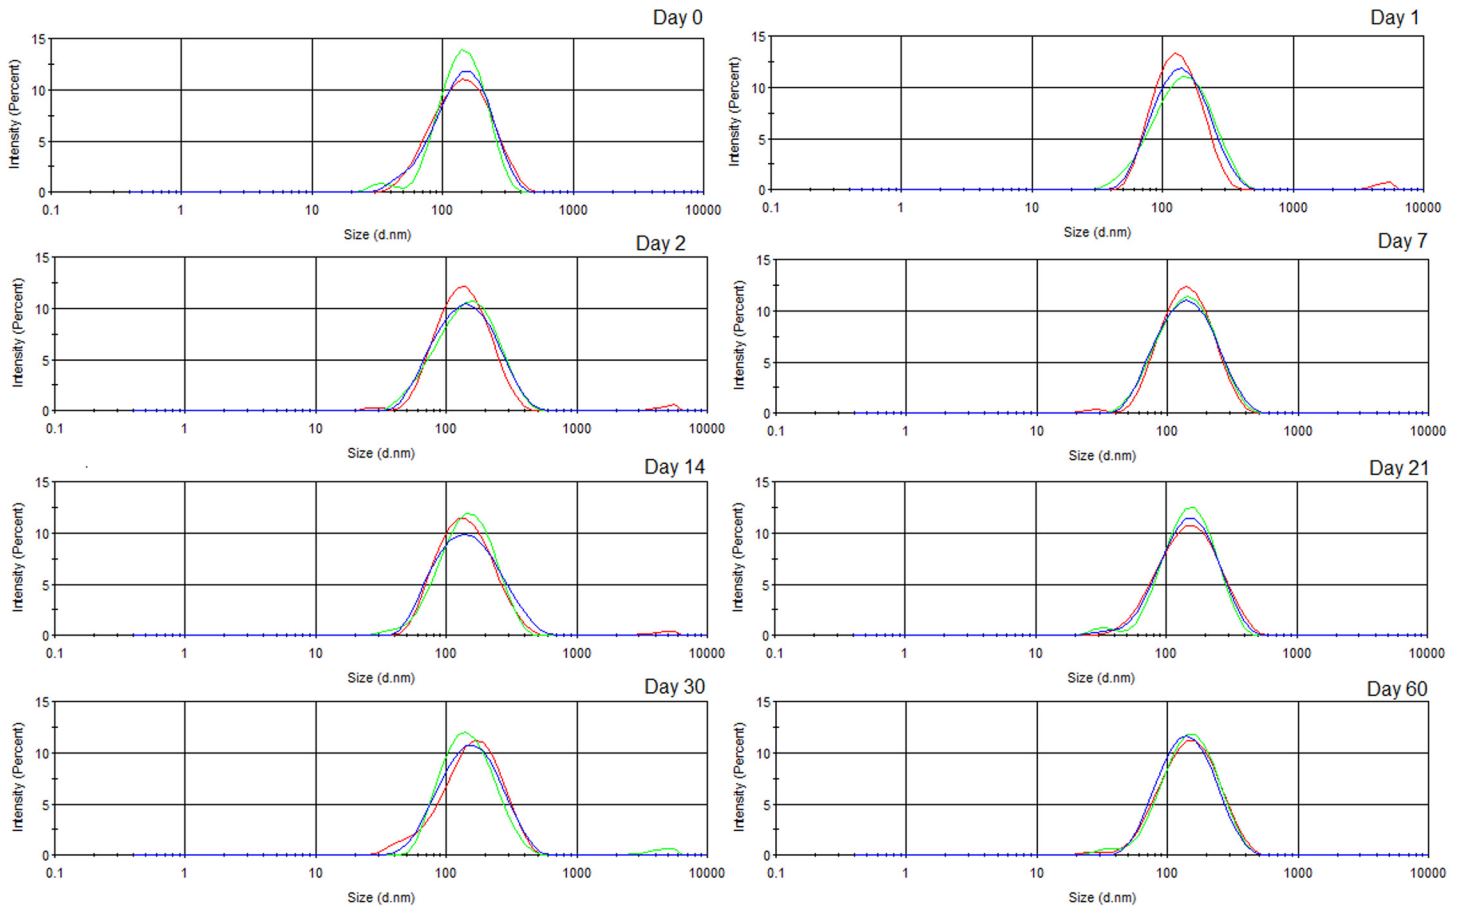 Day 0
Intensity (Percent)
15
10
5
0
0.1 1 10 100 1000 10000
Size (d.nm)
Day 1
Intensity (Percent)
15
10
5
0
0.1 1 10 100 1000 10000
Size (d.nm)
Day 2
Intensity (Percent)
15
10
5
0
0.1 1 10 100 1000 10000
Size (d.nm)
Day 7
Intensity (Percent)
15
10
5
0
0.1 1 10 100 1000 10000
Size (d.nm)
Day 14
Intensity (Percent)
15
10
5
0
0.1 1 10 100 1000 10000
Size (d.nm)
Day 21
Intensity (Percent)
15
10
5
0
0.1 1 10 100 1000 10000
Size (d.nm)
Day 30
Intensity (Percent)
15
10
5
0
0.1 1 10 100 1000 10000
Size (d.nm)
Day 60
Intensity (Percent)
15
10
5
0
0.1 1 10 100 1000 10000
Size (d.nm)